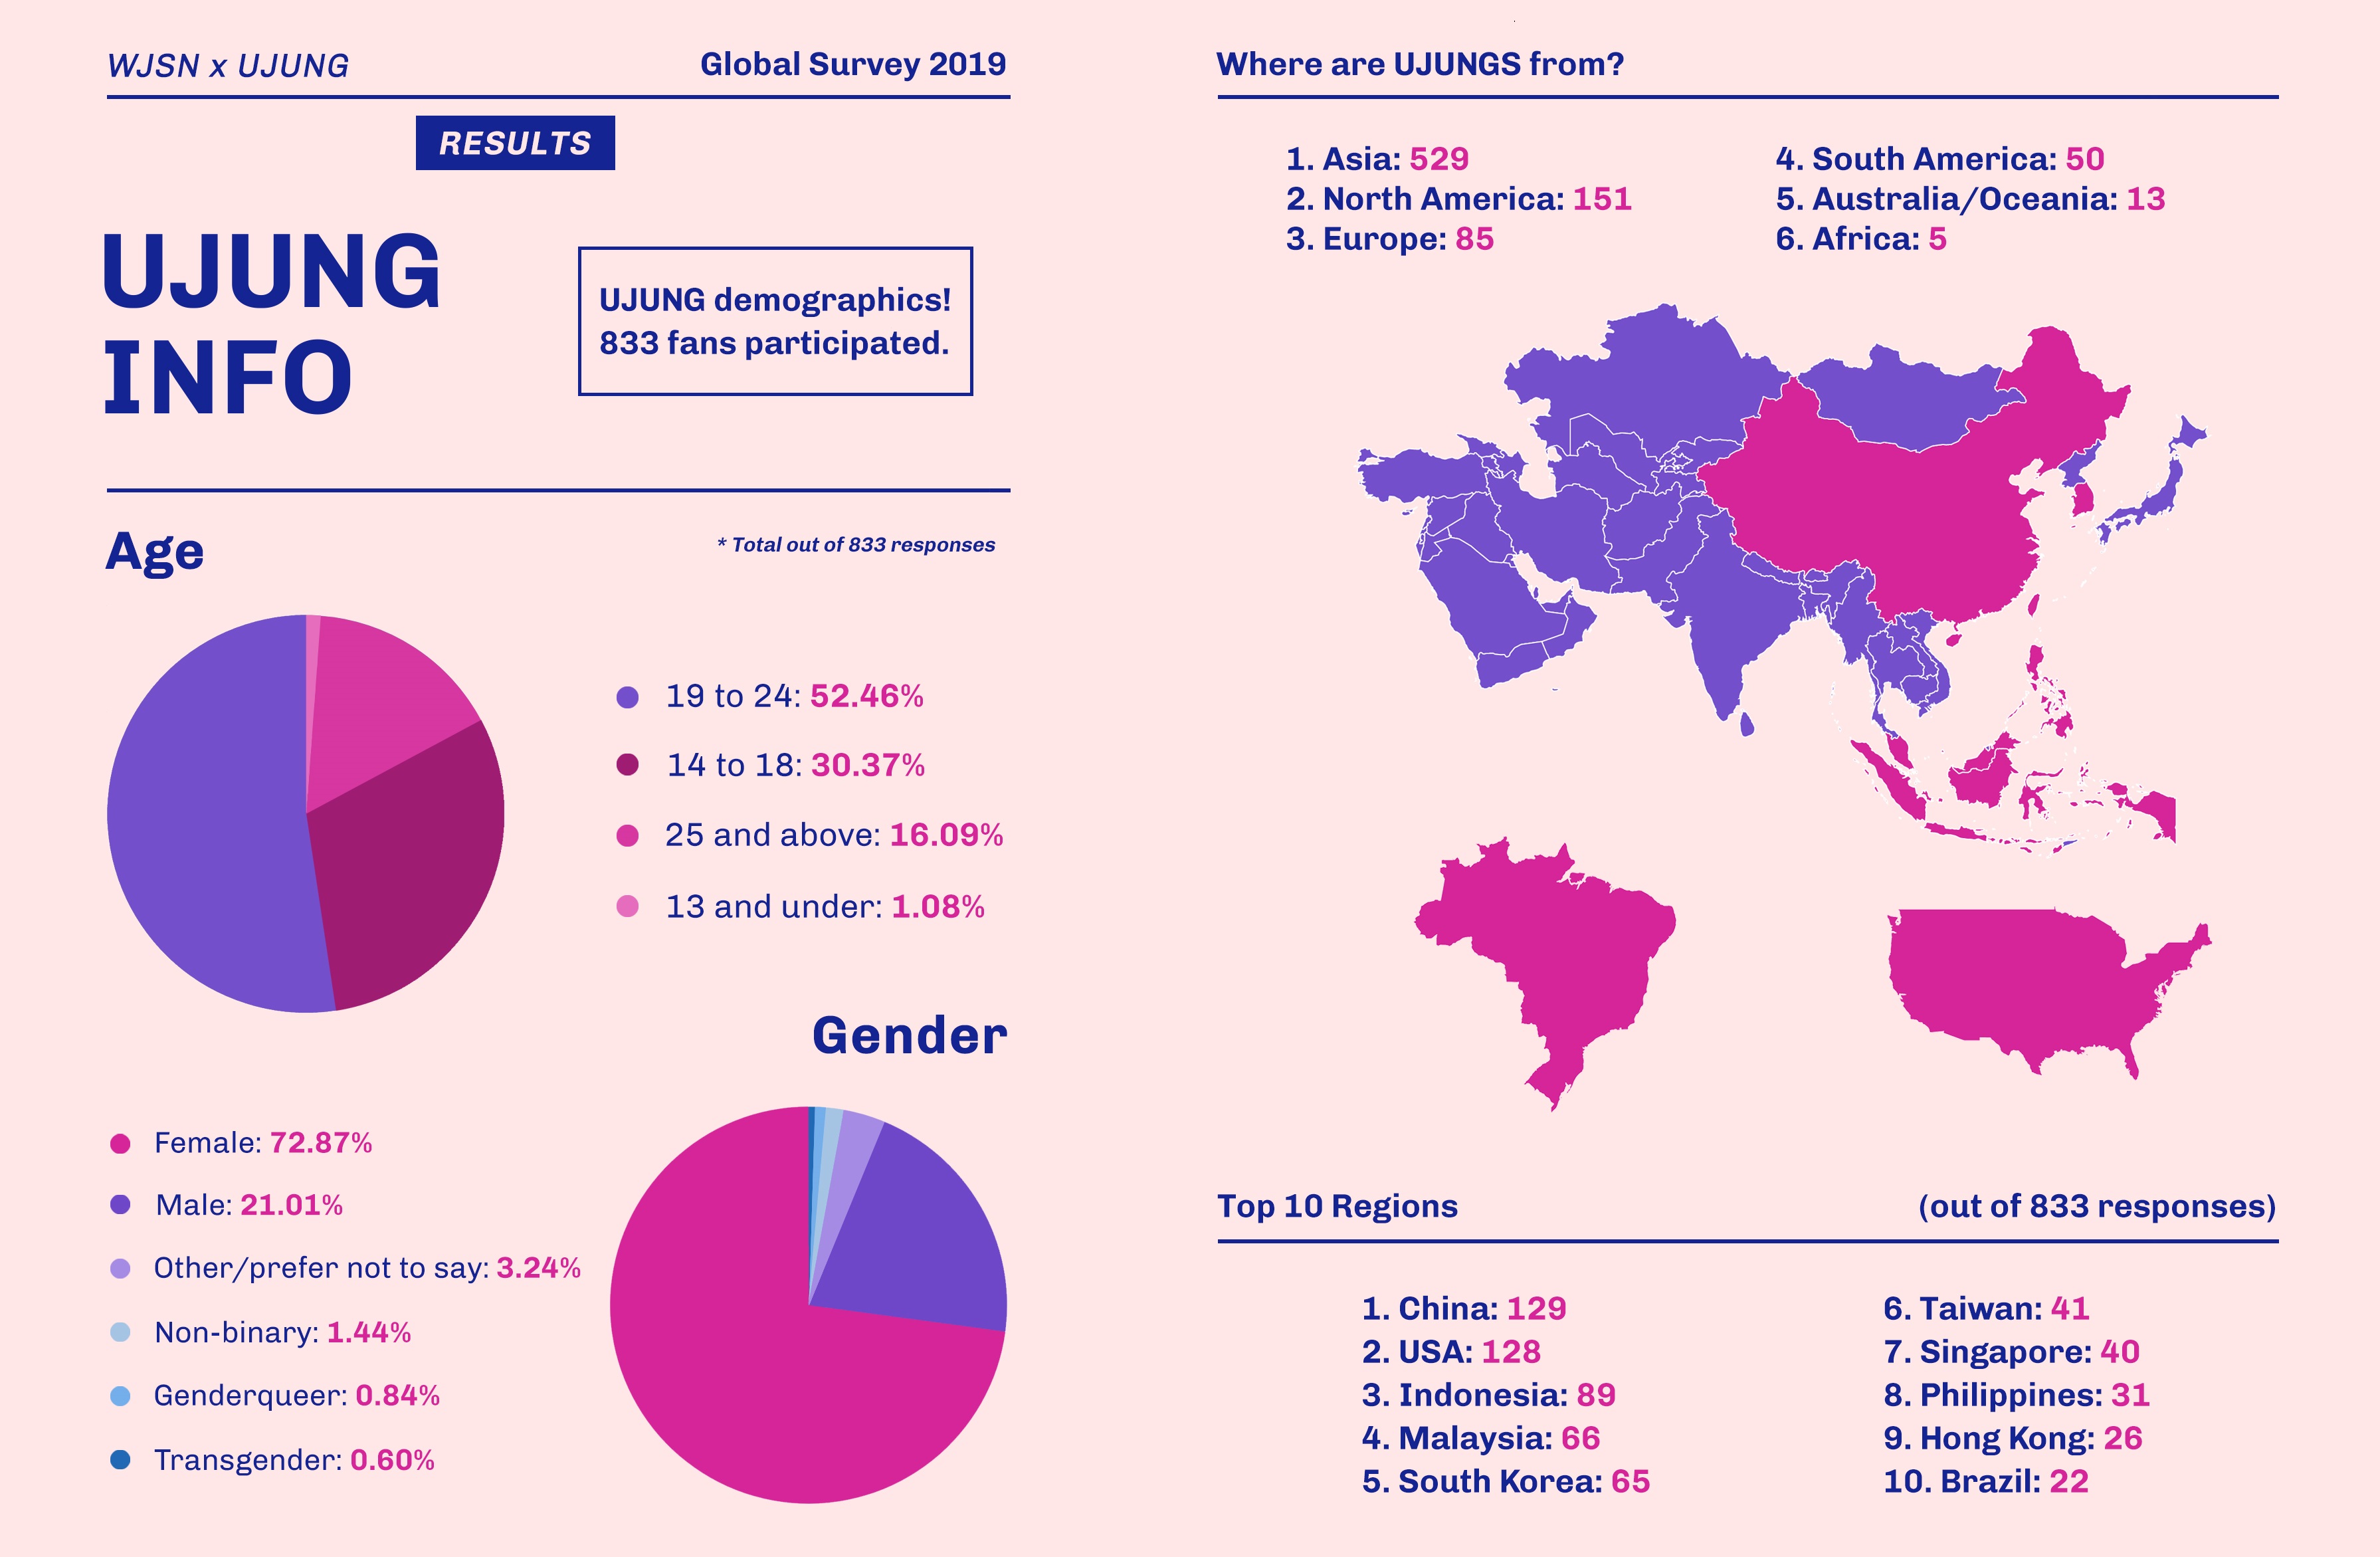 WJSN x UJUNG
Global Survey 2019
RESULTS
UJUNG
INFO
UJUNG demographics!
833 fans participated.
Age
* Total out of 833 responses
19 to 24: 52.46%
14 to 18: 30.37%
25 and above: 16.09%
13 and under: 1.08%
Gender
Female: 72.87%
Male: 21.01%
Other/prefer not to say: 3.24%
Non-binary: 1.44%
Genderqueer: 0.84%
Transgender: 0.60%
Where are UJUNGS from?
1. Asia: 529
2. North America: 151
3. Europe: 85
4. South America: 50
5. Australia/Oceania: 13
6. Africa: 5
Top 10 Regions
(out of 833 responses)
1. China: 129
2. USA: 128
3. Indonesia: 89
4. Malaysia: 66
5. South Korea: 65
6. Taiwan: 41
7. Singapore: 40
8. Philippines: 31
9. Hong Kong: 26
10. Brazil: 22